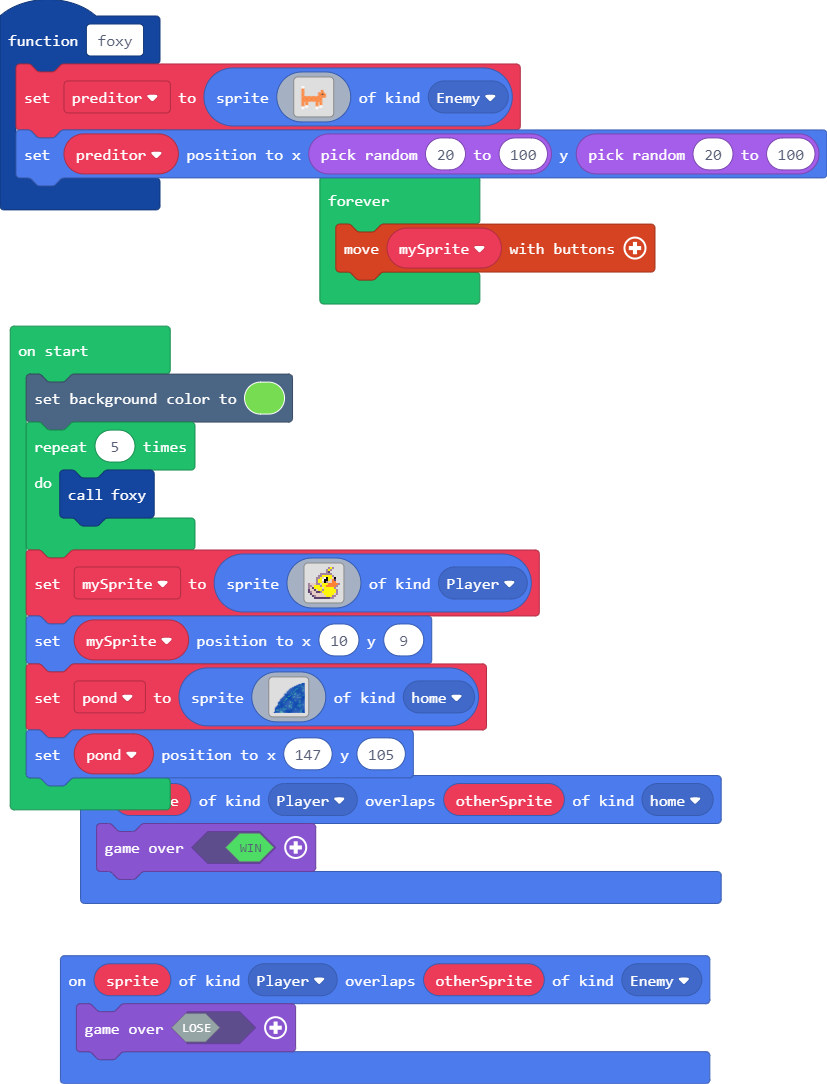 function foxy
set preditor to sprite of kind Enemy
set preditor position to x pick random 20 to 100 y pick random 20 to 100
forever
move mySprite with buttons
on start
set background color to
repeat 5 times
do
call foxy
set mySprite to sprite of kind Player
set mySprite position to x 10 y 9
set pond to sprite of kind home
set pond position to x 147 y 105
of kind Player overlaps otherSprite of kind home
game over WIN
on sprite of kind Player overlaps otherSprite of kind Enemy
game over LOSE